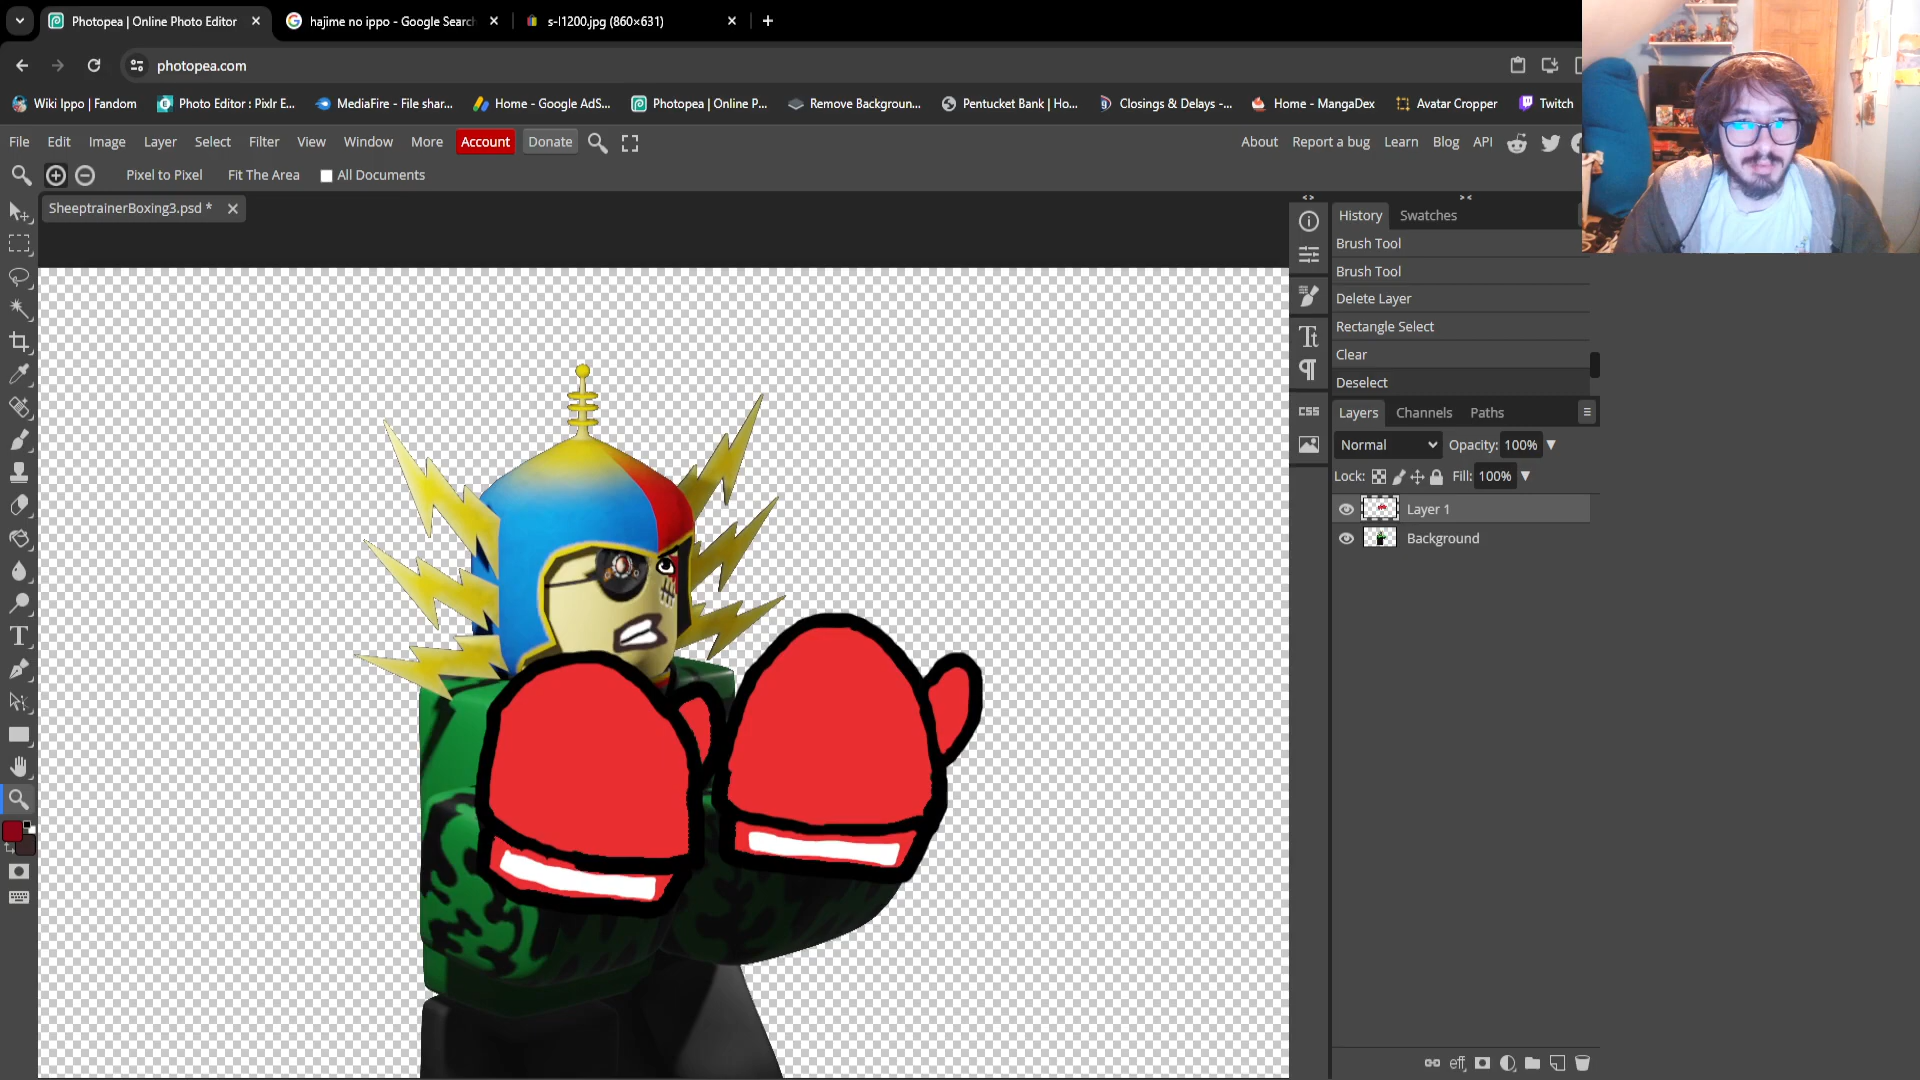 Photopea | Online Photo Editor
hajime no ippo - Google Search
s-l1200.jpg (860×631)
photopea.com
Wiki Ippo | Fandom
Photo Editor : Pixlr E...
MediaFire - File shar...
Home - Google AdS...
Photopea | Online P...
Remove Backgroun...
Pentucket Bank | Ho...
Closings & Delays -...
Home - MangaDex
Avatar Cropper
Twitch
File Edit Image Layer Select Filter View Window More Account Donate
About Report a bug Learn Blog API
Pixel to Pixel Fit The Area All Documents
SheeptrainerBoxing3.psd *
History Swatches
Brush Tool
Brush Tool
Delete Layer
Rectangle Select
Clear
Deselect
CSS
Layers Channels Paths
Normal Opacity: 100%
Lock: Fill: 100%
Layer 1
Background
eff